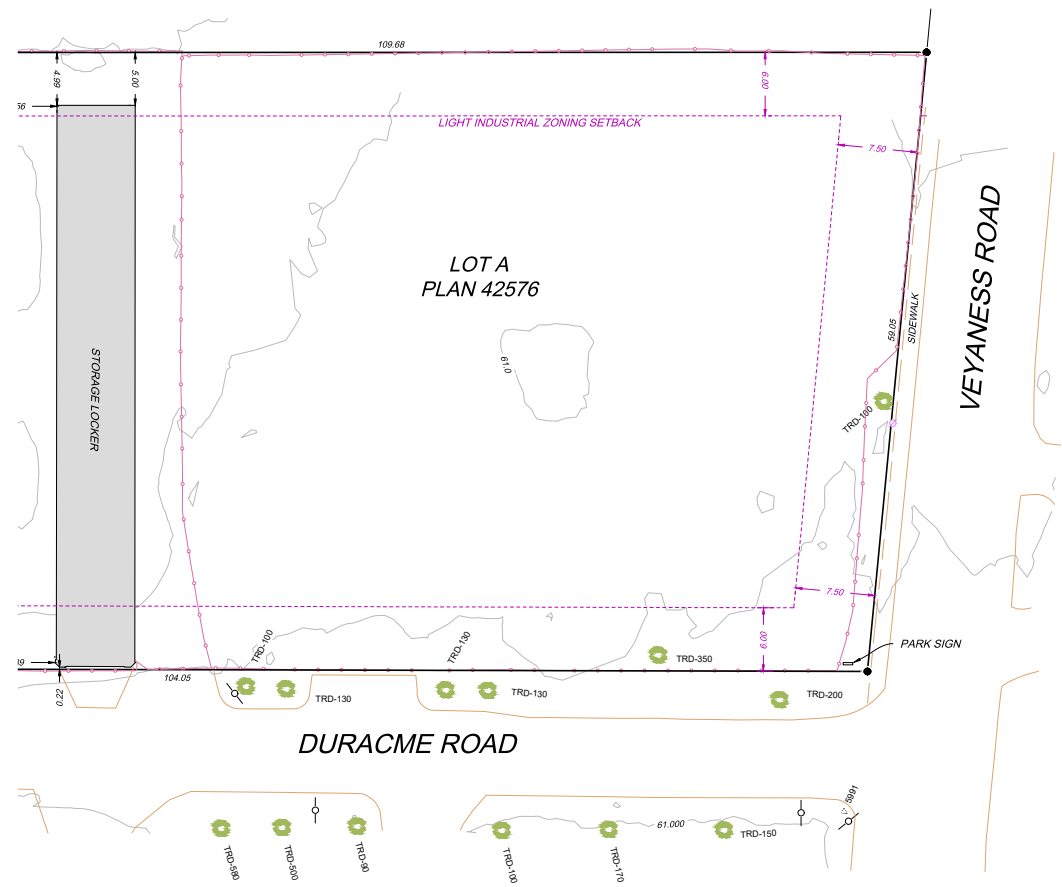 109.68
4.99
5.00
6.00
LIGHT INDUSTRIAL ZONING SETBACK
7.50
LOT A
PLAN 42576
VEYANESS ROAD
SIDEWALK
59.05
61.0
STORAGE LOCKER
TRD-100
7.50
6.00
TRD-100
TRD-130
TRD-350
PARK SIGN
104.05
0.22
TRD-130
TRD-130
TRD-200
DURACME ROAD
5991
61.000
TRD-150
TRD-580
TRD-500
TRD-90
TRD-100
TRD-170